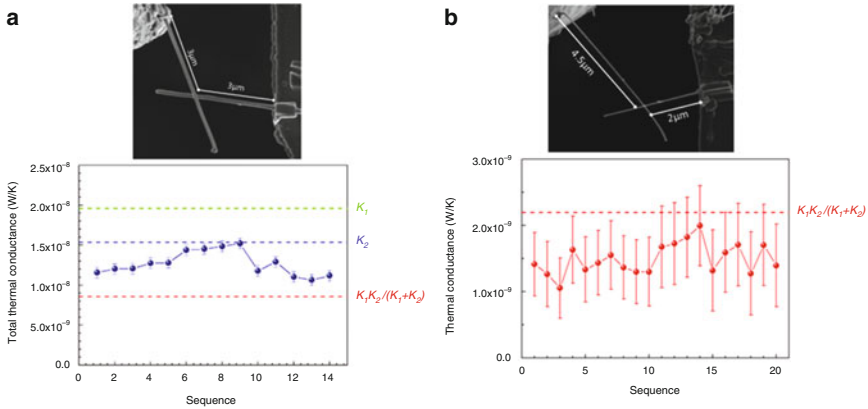 a
3μm
3μm
Total thermal conductance (W/K)
2.5x10⁻⁸
2.0x10⁻⁸
1.5x10⁻⁸
1.0x10⁻⁸
5.0x10⁻⁹
0.0
K₁
K₂
K₁K₂/(K₁+K₂)
0 2 4 6 8 10 12 14
Sequence
b
4.5μm
2μm
Thermal conductance (W/K)
3.0x10⁻⁹
2.0x10⁻⁹
1.0x10⁻⁹
0.0
K₁K₂/(K₁+K₂)
0 5 10 15 20
Sequence